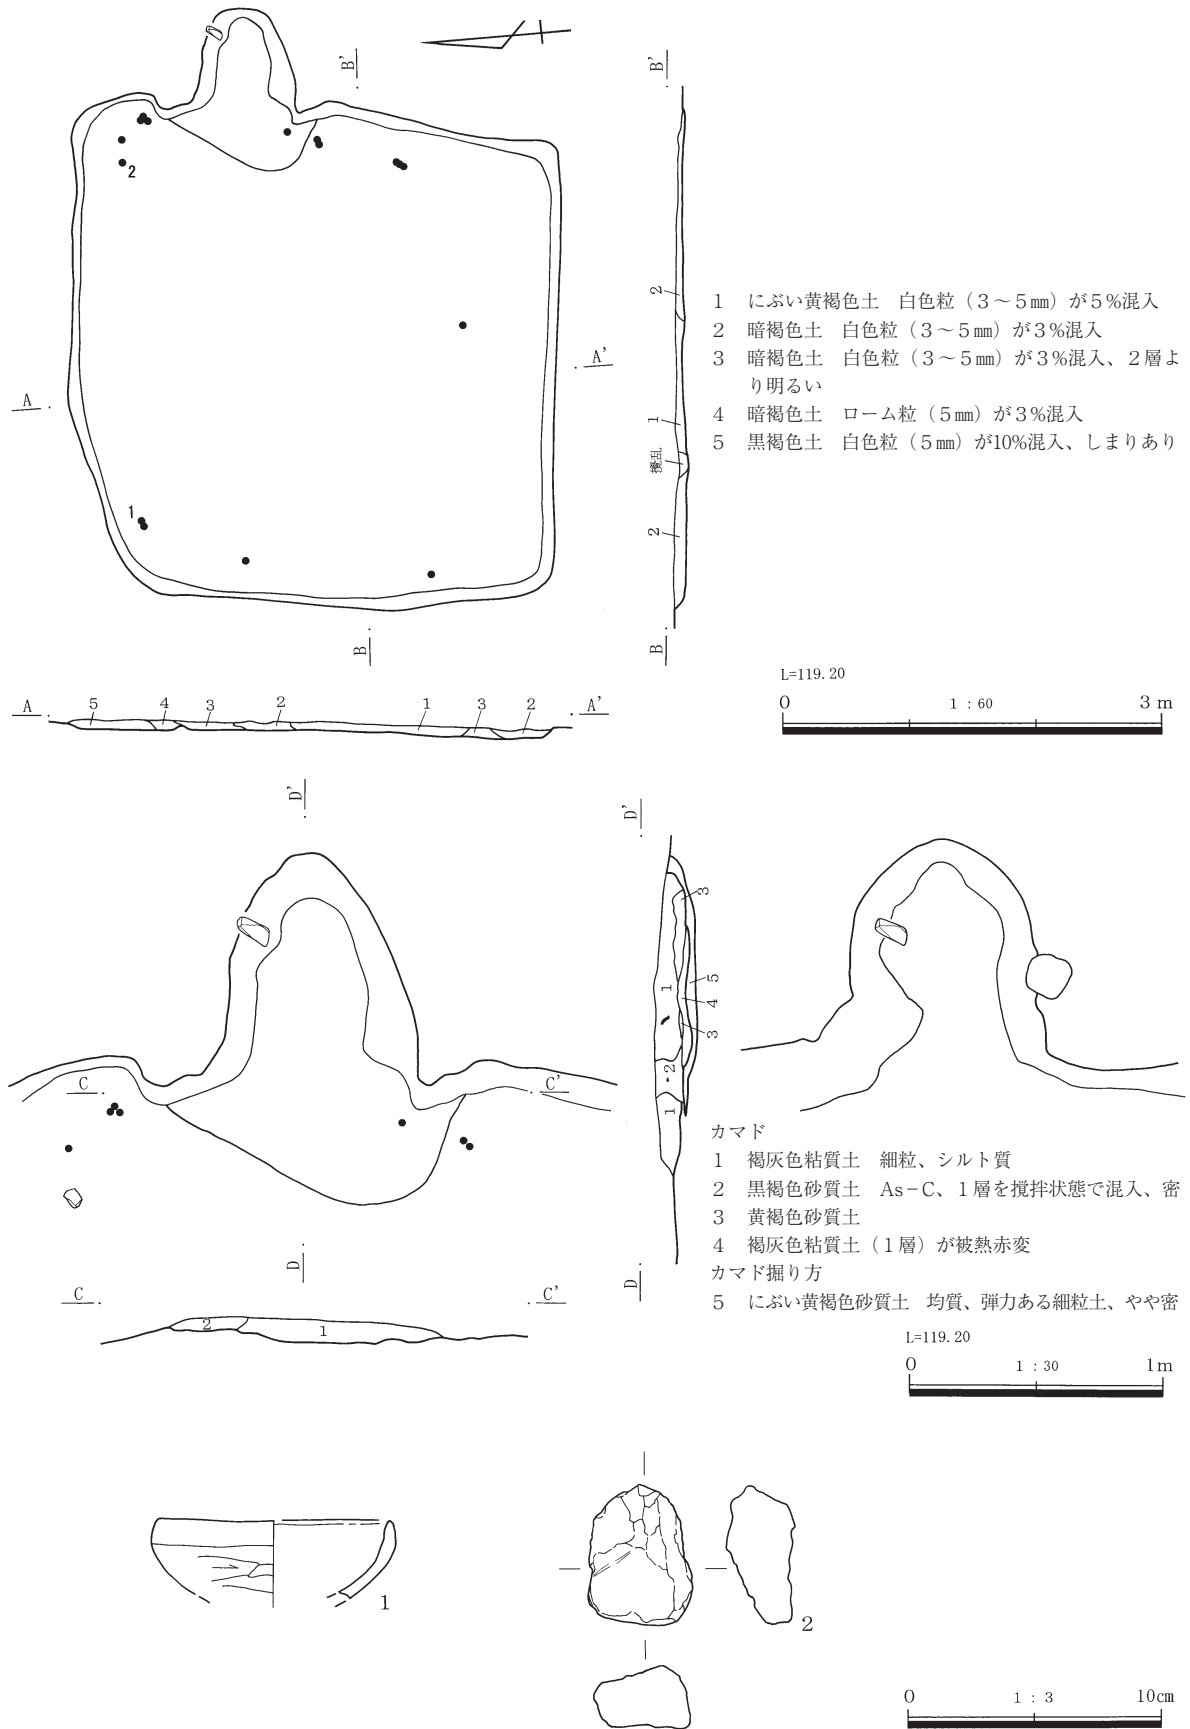 B'
B'
2
1 にぶい黄褐色土 白色粒（３～５㎜）が５%混入
2 暗褐色土 白色粒（３～５㎜）が３%混入
3 暗褐色土 白色粒（３～５㎜）が３%混入、２層よ
り明るい
4 暗褐色土 ローム粒（５㎜）が３%混入
5 黒褐色土 白色粒（５㎜）が10%混入、しまりあり
2
1
攪乱
2
A
A'
1
B
B
L=119.20
0 1：60 3m
A 5 4 3 2 1 3 2 A'
D'
D'
3
1
5
4
3
2
1
C C'
カマド
1 褐灰色粘質土 細粒、シルト質
2 黒褐色砂質土 As－C、１層を撹拌状態で混入、密
3 黄褐色砂質土
4 褐灰色粘質土（１層）が被熱赤変
カマド掘り方
5 にぶい黄褐色砂質土 均質、弾力ある細粒土、やや密
D
D
C C'
2 1
L=119.20
0 1：30 1m
1
2
0 1：3 10㎝